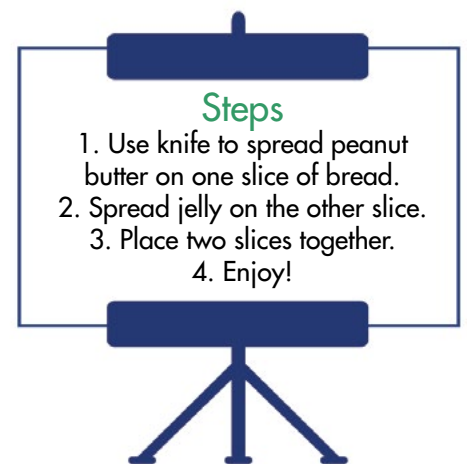 Steps
1. Use knife to spread peanut
butter on one slice of bread.
2. Spread jelly on the other slice.
3. Place two slices together.
4. Enjoy!